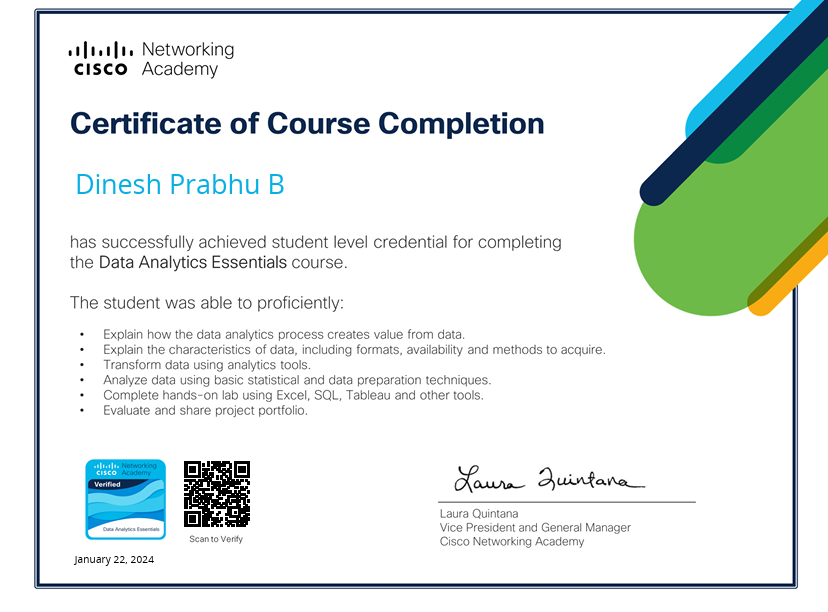 Networking
CISCO Academy
Certificate of Course Completion
Dinesh Prabhu B
has successfully achieved student level credential for completing
the Data Analytics Essentials course.
The student was able to proficiently:
• Explain how the data analytics process creates value from data.
• Explain the characteristics of data, including formats, availability and methods to acquire.
• Transform data using analytics tools.
• Analyze data using basic statistical and data preparation techniques.
• Complete hands-on lab using Excel, SQL, Tableau and other tools.
• Evaluate and share project portfolio.
Networking
CISCO Academy
Verified
Data Analytics Essentials
Scan to Verify
January 22, 2024
Laura Quintana
Laura Quintana
Vice President and General Manager
Cisco Networking Academy